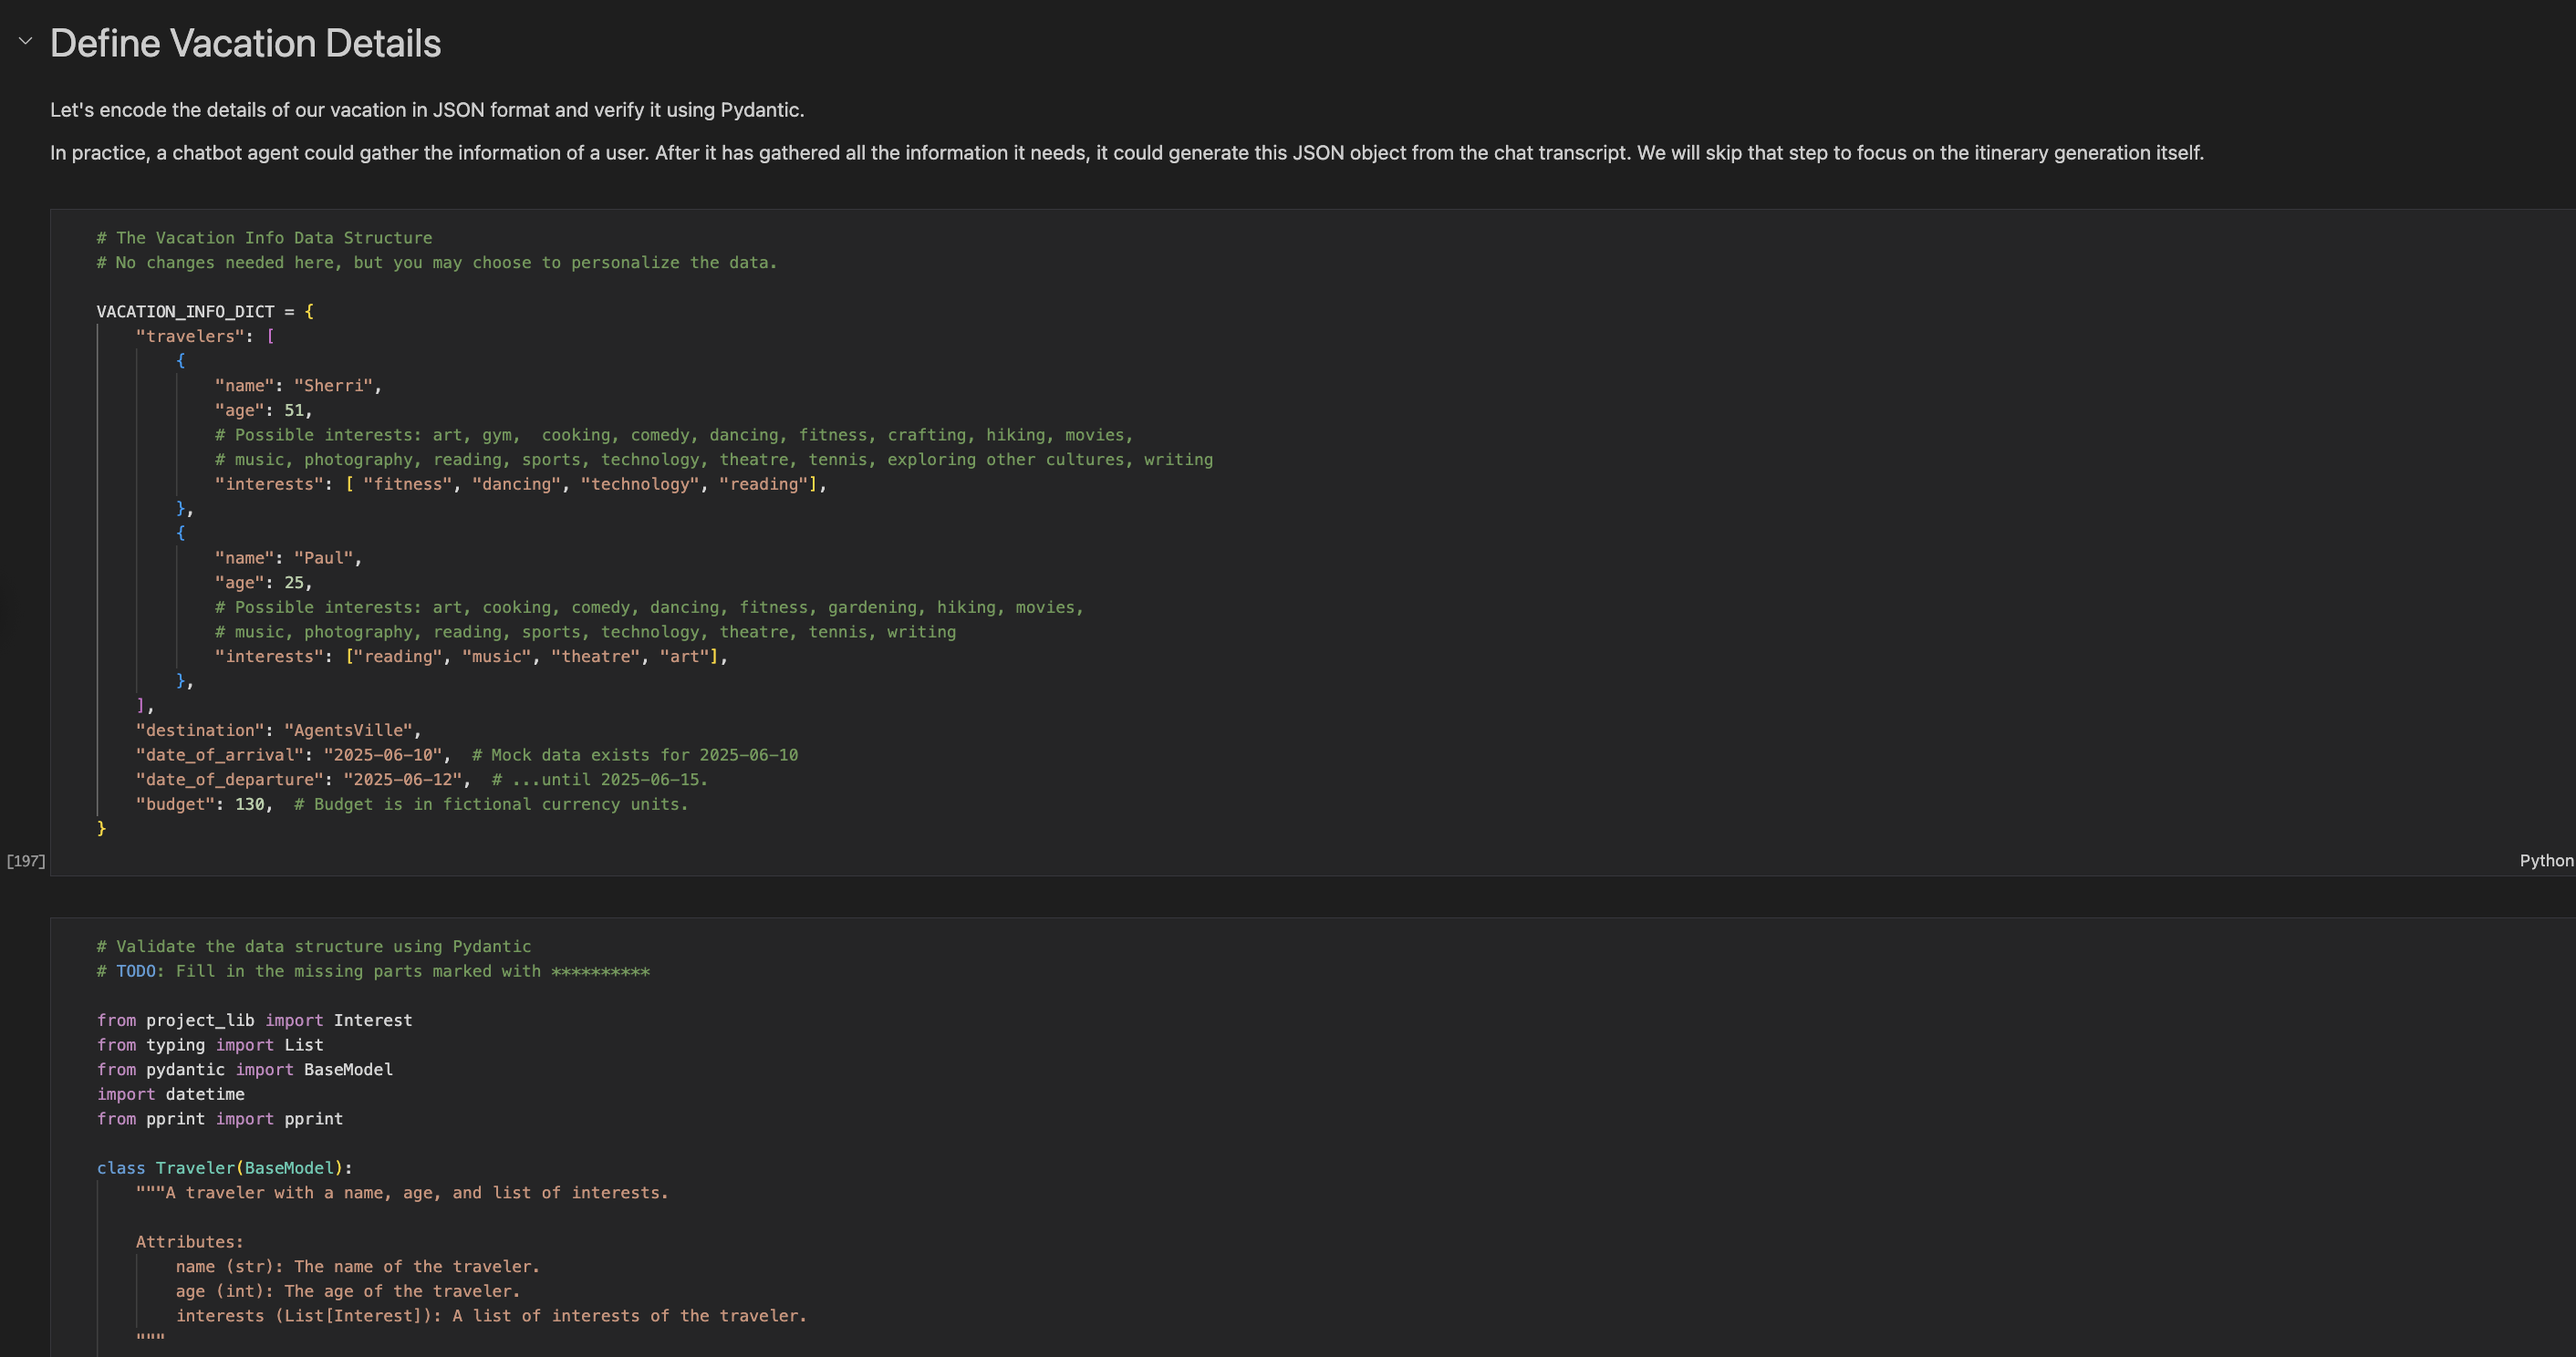 Define Vacation Details
Let's encode the details of our vacation in JSON format and verify it using Pydantic.
In practice, a chatbot agent could gather the information of a user. After it has gathered all the information it needs, it could generate this JSON object from the chat transcript. We will skip that step to focus on the itinerary generation itself.
# The Vacation Info Data Structure
# No changes needed here, but you may choose to personalize the data.
VACATION_INFO_DICT = {
    "travelers": [
        {
            "name": "Sherri",
            "age": 51,
            # Possible interests: art, gym,  cooking, comedy, dancing, fitness, crafting, hiking, movies,
            # music, photography, reading, sports, technology, theatre, tennis, exploring other cultures, writing
            "interests": [ "fitness", "dancing", "technology", "reading"],
        },
        {
            "name": "Paul",
            "age": 25,
            # Possible interests: art, cooking, comedy, dancing, fitness, gardening, hiking, movies,
            # music, photography, reading, sports, technology, theatre, tennis, writing
            "interests": ["reading", "music", "theatre", "art"],
        },
    ],
    "destination": "AgentsVille",
    "date_of_arrival": "2025-06-10",  # Mock data exists for 2025-06-10
    "date_of_departure": "2025-06-12",  # ...until 2025-06-15.
    "budget": 130,  # Budget is in fictional currency units.
}
[197]
Python
# Validate the data structure using Pydantic
# TODO: Fill in the missing parts marked with **********
from project_lib import Interest
from typing import List
from pydantic import BaseModel
import datetime
from pprint import pprint
class Traveler(BaseModel):
    """A traveler with a name, age, and list of interests.
    Attributes:
        name (str): The name of the traveler.
        age (int): The age of the traveler.
        interests (List[Interest]): A list of interests of the traveler.
    """